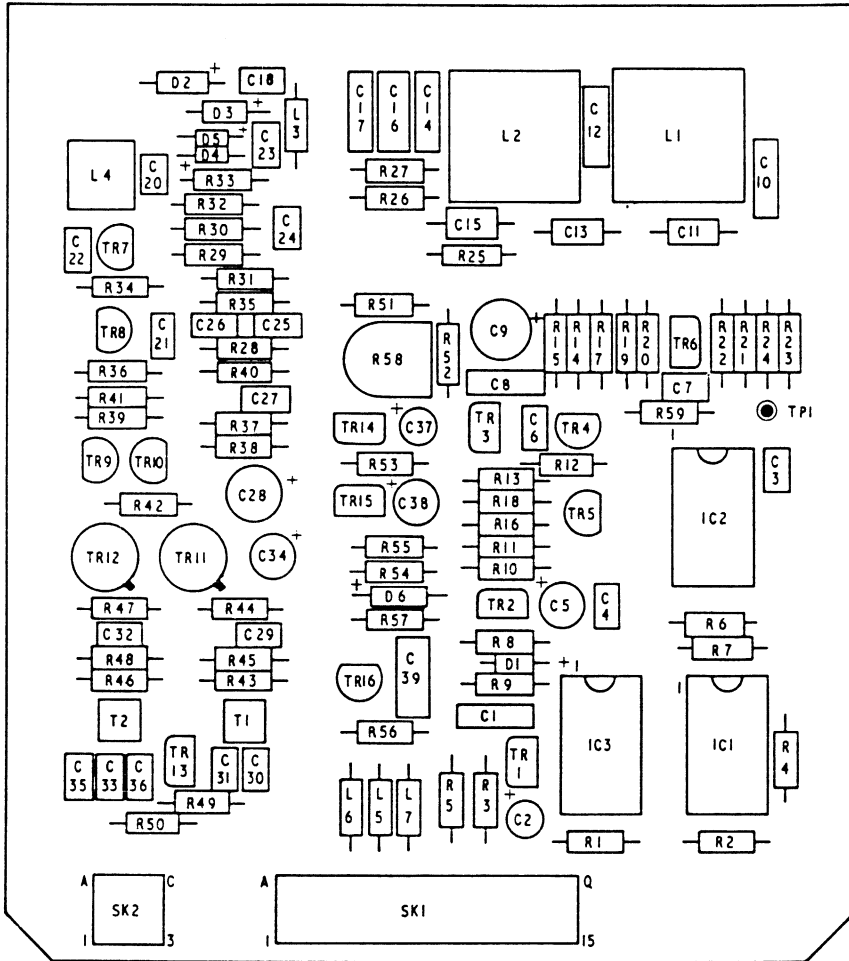 D2 + C18
D3 +
L3
D5 +
D4
C23
+ R33
L4
C20
R32
R30
C24
R29
C22
TR7
R31
R34
R35
TR8
C21
C26
C25
R28
R36
R40
R41
C27
R39
R37
R38
TR9
TR10
C28 +
R42
TR12
TR11
C34 +
R47
R44
C32
C29
R48
R45
R46
R43
T2
T1
TR13
C35
C33
C36
C31
C30
R49
R50
C17
C16
C14
L2
C12
L1
C10
R27
R26
C15
C13
C11
R25
R51
R58
R52
C9 +
R15
R14
R17
R19
R20
TR6
R22
R21
R24
R23
C8
C7
R59
TP1
TR14
+ C37
TR3
C6
TR4
1
IC2
C3
R53
R12
R13
TR15
+ C38
R18
R16
TR5
R11
R10
R55
R54
+ D6
R57
TR2
+ C5
C4
R6
R7
R8
D1 +
R9
TR16
C39
C1
R56
1
IC3
1
IC1
R4
TR1
L6
L5
L7
R5
R3
+ C2
R1
R2
A C
SK2
1 3
A Q
SK1
1 15